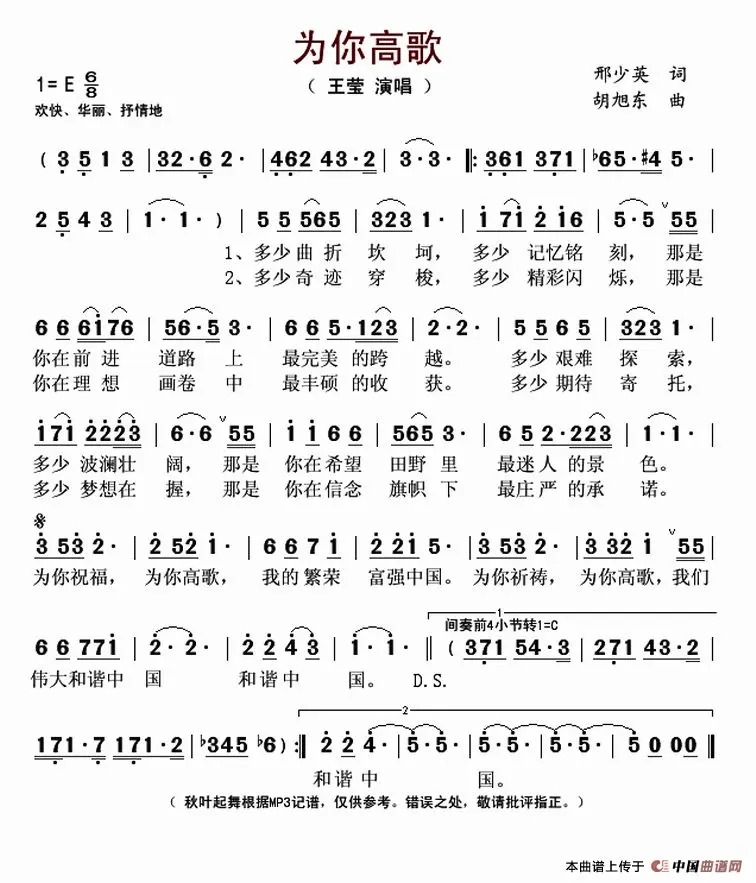 为你高歌
（ 王莹 演唱 ）
1= E 6/8
欢快、华丽、抒情地
邢少英 词
胡旭东 曲
( 3 5 1 3 | 32·6 2· | 462 43·2 | 3·3· ‖: 361 371 | ♭65·#4 5· |
2 5 4 3 | 1·1· ) | 5 5 565 | 323 1· | 1 71 2 16 | 5·5 ∨ 55 |
1、多少曲折坎坷，多少记忆铭刻，那是
2、多少奇迹穿梭，多少精彩闪烁，那是
6 6 6176 | 56·5 3· | 6 6 5·123 | 2·2· | 5 5 6 5 | 323 1· |
你在前进道路上最完美的跨越。多少艰难探索，
你在理想画卷中最丰硕的收获。多少期待寄托，
171 2223 | 6·6 ∨ 55 | 1 1 6 6 | 565 3· | 6 5 2·223 | 1·1· |
多少波澜壮阔，那是你在希望田野里最迷人的景色。
多少梦想在握，那是你在信念旗帜下最庄严的承诺。
3 53 2· | 2 52 1· | 6 6 7 1 | 2 21 5· | 3 53 2· | 3 32 1 ∨ 55 |
为你祝福，为你高歌，我的繁荣富强中国。为你祈祷，为你高歌，我们
1
间奏前4小节转1=C
6 6 771 | 2·2· | 2 2 4 3 | 1·1· ‖ ( 371 54·3 | 271 43·2 |
伟大和谐中国和谐中国。D.S.
2
171·7 171·2 | ♭345 ♭6 ) :‖ 2 2 4· | 5·5· | 5·5· | 5·5· | 5 0 00 0 ‖
和谐中国。
（ 秋叶起舞根据MP3记谱，仅供参考。错误之处，敬请批评指正。）
本曲谱上传于 中国曲谱网